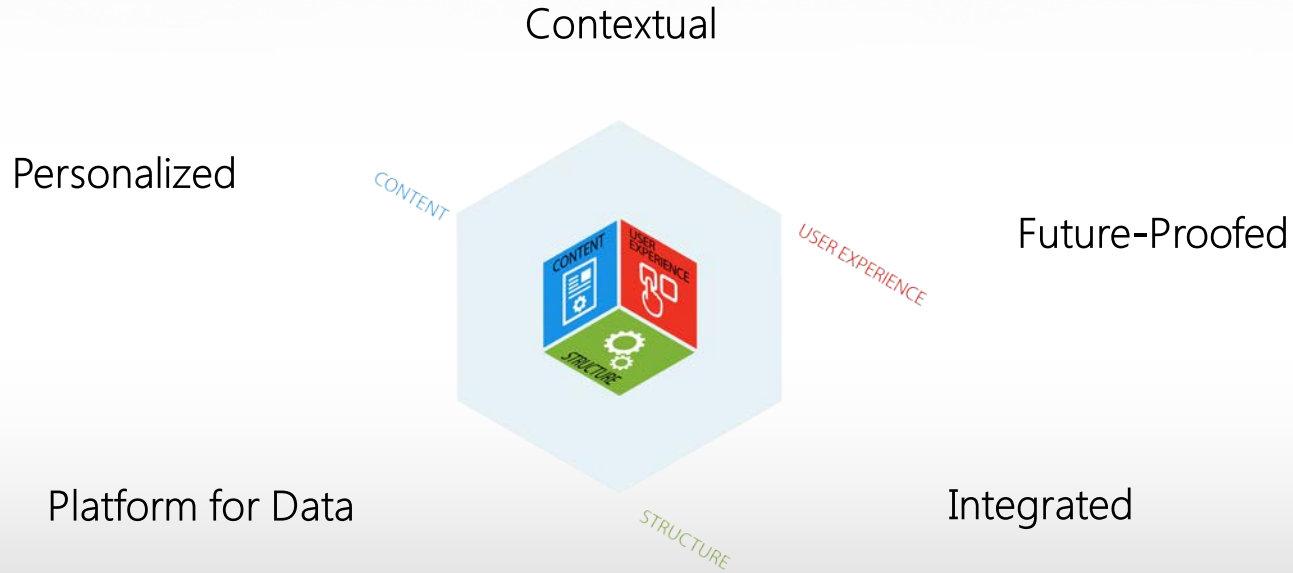 Contextual
Personalized
CONTENT
USER EXPERIENCE
Future-Proofed
CONTENT
USER
EXPERIENCE
STRUCTURE
Platform for Data
Integrated
STRUCTURE